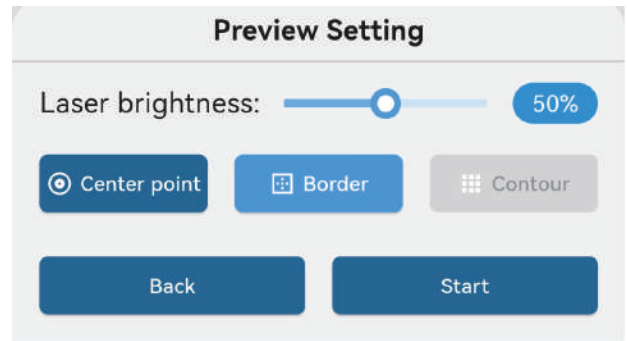 Preview Setting
Laser brightness: 50%
Center point Border Contour
Back Start